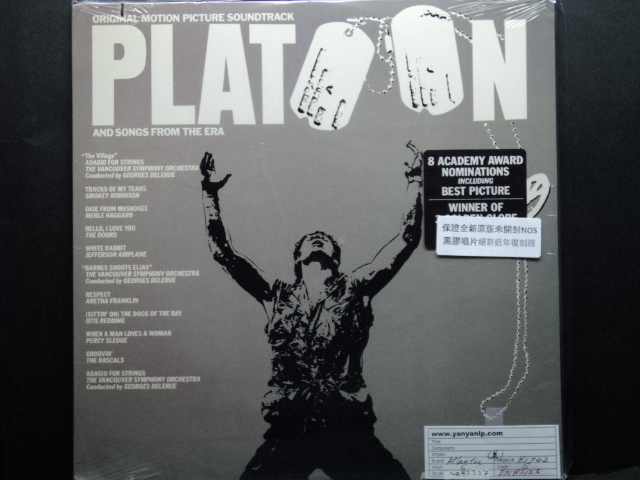 ORIGINAL MOTION PICTURE SOUNDTRACK
PLATOON
AND SONGS FROM THE ERA
"The Village"
ADAGIO FOR STRINGS
THE VANCOUVER SYMPHONY ORCHESTRA
Conducted by GEORGES DELERUE
TRACKS OF MY TEARS
SMOKEY ROBINSON
OKIE FROM MUSKOGEE
MERLE HAGGARD
HELLO, I LOVE YOU
THE DOORS
WHITE RABBIT
JEFFERSON AIRPLANE
"BARNES SHOOTS ELIAS"
THE VANCOUVER SYMPHONY ORCHESTRA
Conducted by GEORGES DELERUE
RESPECT
ARETHA FRANKLIN
(SITTIN' ON) THE DOCK OF THE BAY
OTIS REDDING
WHEN A MAN LOVES A WOMAN
PERCY SLEDGE
GROOVIN'
THE RASCALS
ADAGIO FOR STRINGS
THE VANCOUVER SYMPHONY ORCHESTRA
Conducted by GEORGES DELERUE
8 ACADEMY AWARD
NOMINATIONS
INCLUDING
BEST PICTURE
WINNER OF
GOLDEN GLOBE
保證全新原版未開封NOS
黑膠唱片絕非近年復刻版
www.yanyanlp.com
Title:
Atlantic